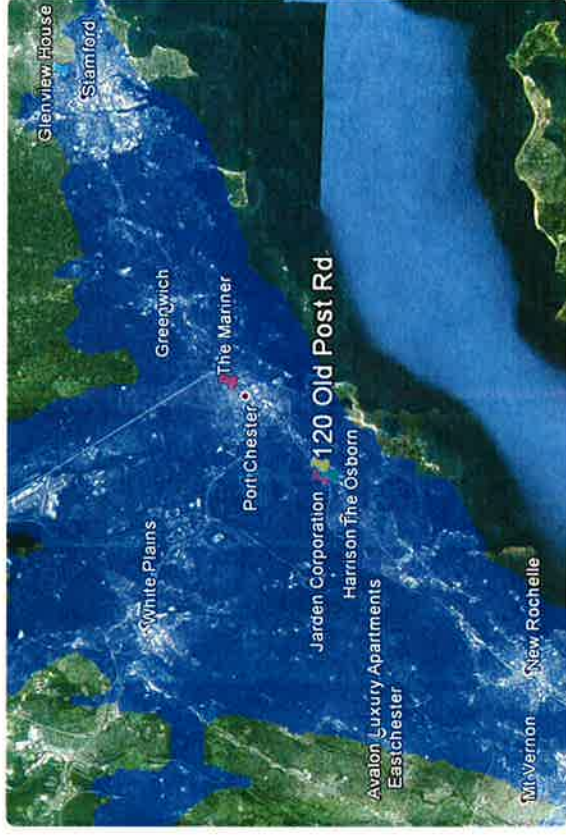 Glenview House
Stamford
Greenwich
The Mariner
Port Chester
White Plains
120 Old Post Rd
Jarden Corporation
Harrison The Osborn
Avalon Luxury Apartments
Eastchester
New Rochelle
Mt Vernon